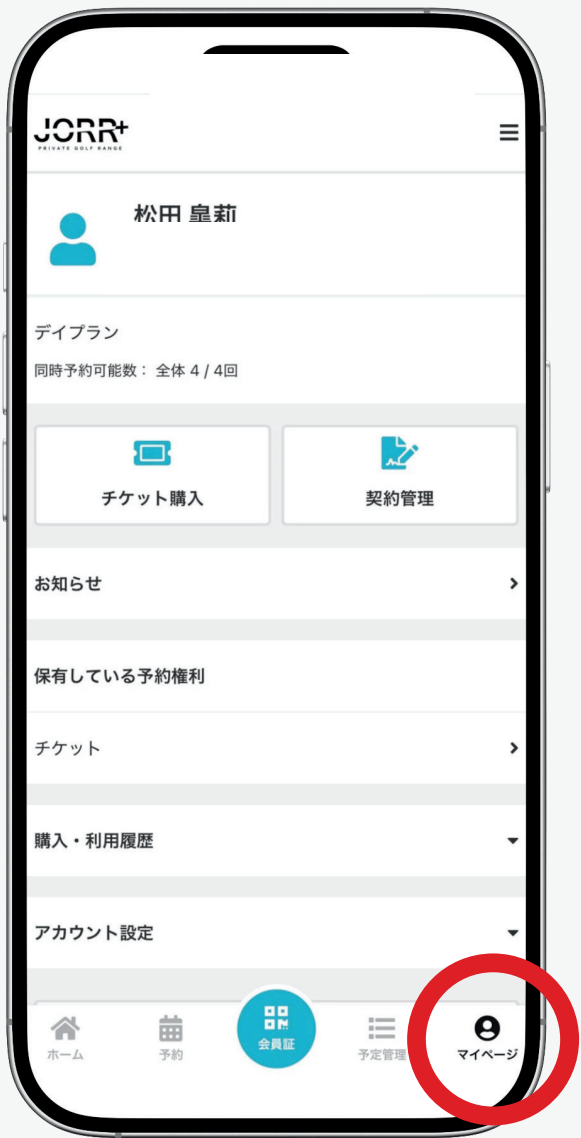 JORR+
PRIVATE GOLF RANGE
松田
デイプラン
同時予約可能数： 全体 4 / 4回
チケット購入
契約管理
お知らせ
保有している予約権利
チケット
購入・利用履歴
アカウント設定
ホーム
予約
会員証
予定管理
マイページ